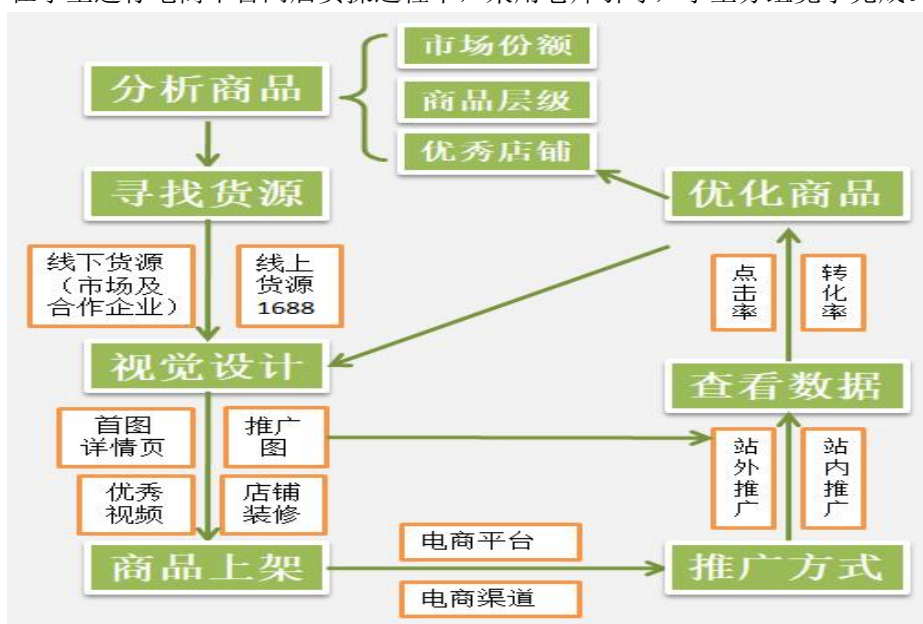 市场份额
分析商品
商品层级
优秀店铺
寻找货源
优化商品
线下货源
（市场及
合作企业）
线上
货源
1688
点击率
转化率
视觉设计
查看数据
首图
详情页
推广
图
优秀
视频
店铺
装修
站外推广
站内推广
电商平台
商品上架
推广方式
电商渠道